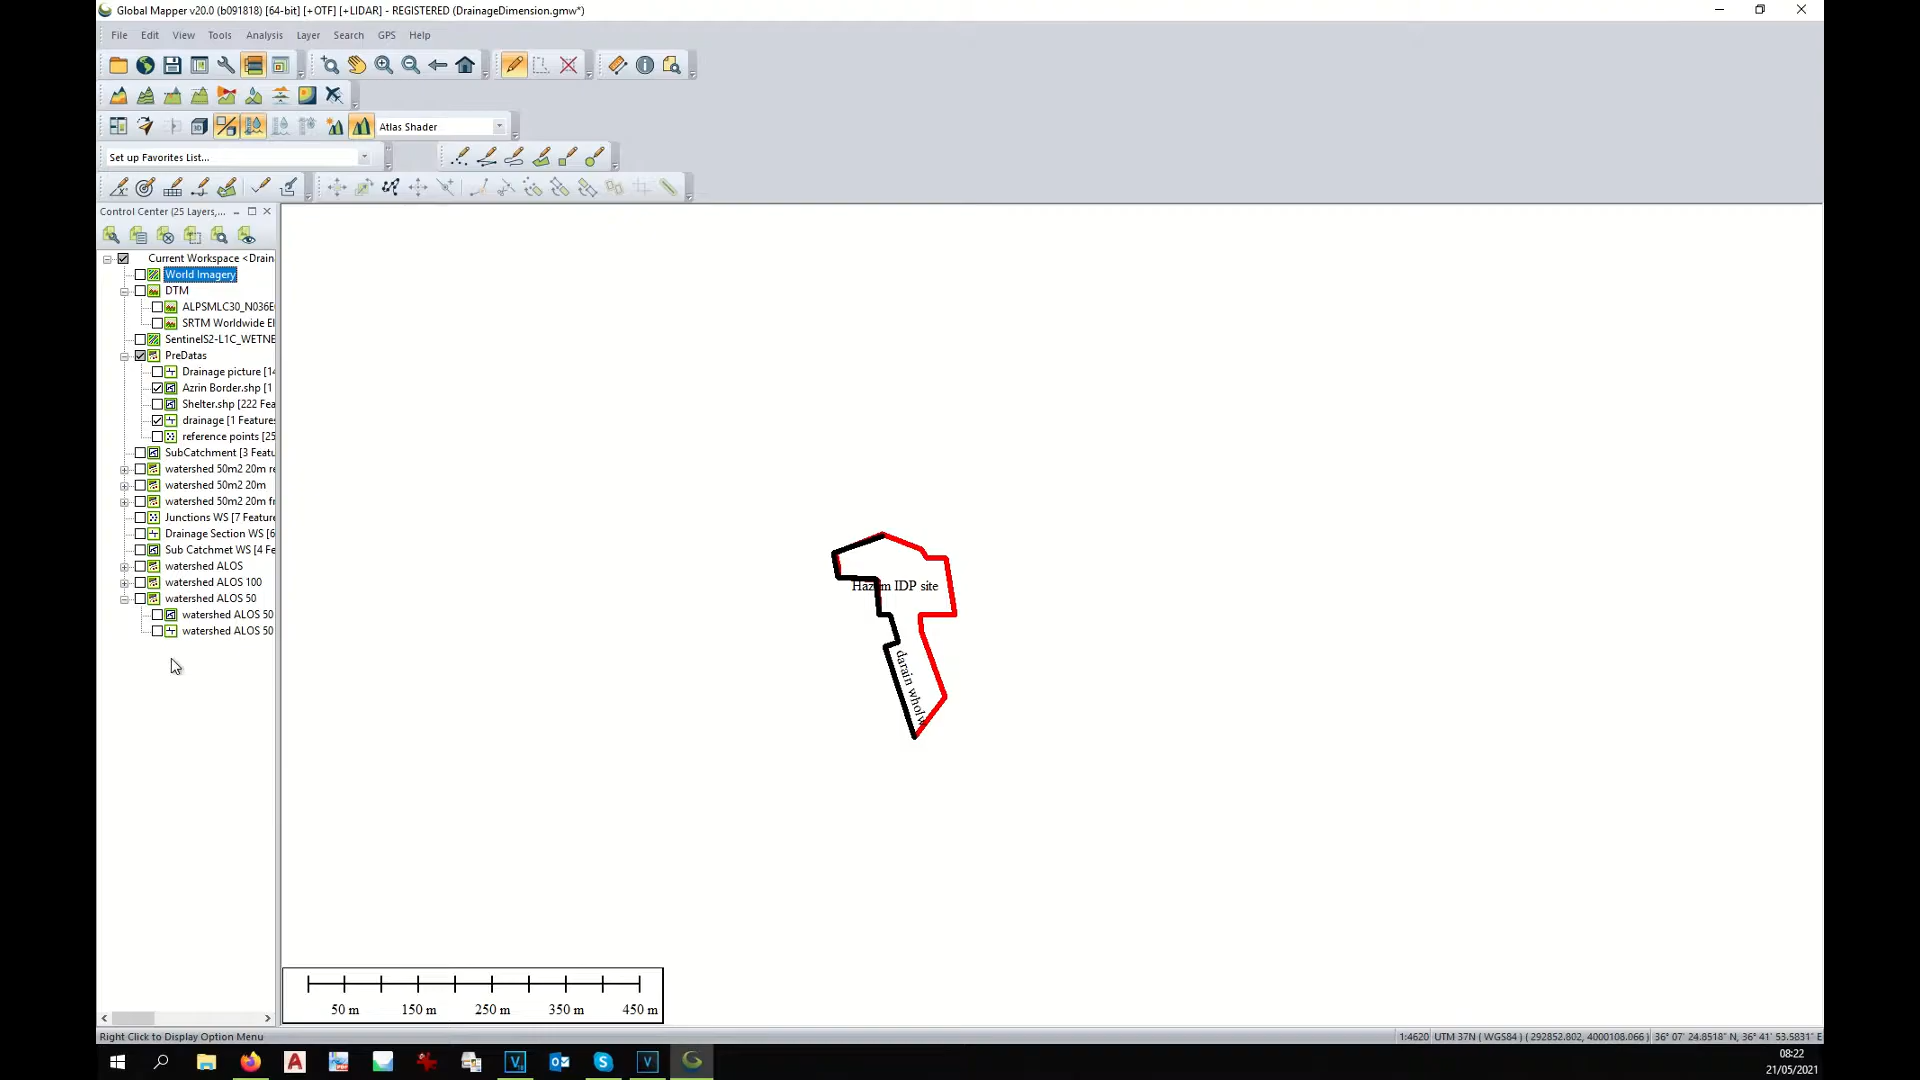 Global Mapper v20.0 (b091818) [64-bit] [+OTF] [+LIDAR] - REGISTERED (DrainageDimension.gmw*)
File Edit View Tools Analysis Layer Search GPS Help
Atlas Shader
Set up Favorites List...
Control Center (25 Layers,...
Current Workspace <Drain
World Imagery
DTM
ALPSMLC30_N036E
SRTM Worldwide El
SentinelS2-L1C_WETNE
PreDatas
Drainage picture [14
Azrin Border.shp [1
Shelter.shp [222 Fea
drainage [1 Features
reference points [25
SubCatchment [3 Featu
watershed 50m2 20m re
watershed 50m2 20m
watershed 50m2 20m fr
Junctions WS [7 Feature
Drainage Section WS [6
Sub Catchmet WS [4 Fe
watershed ALOS
watershed ALOS 100
watershed ALOS 50
watershed ALOS 50
watershed ALOS 50
Hazem IDP site
darain whole
50 m 150 m 250 m 350 m 450 m
Right Click to Display Option Menu
1:4620 UTM 37N ( WGS84 ) ( 292852.802, 4000108.066 ) 36° 07' 24.8518" N, 36° 41' 53.5831" E
08:22
21/05/2021